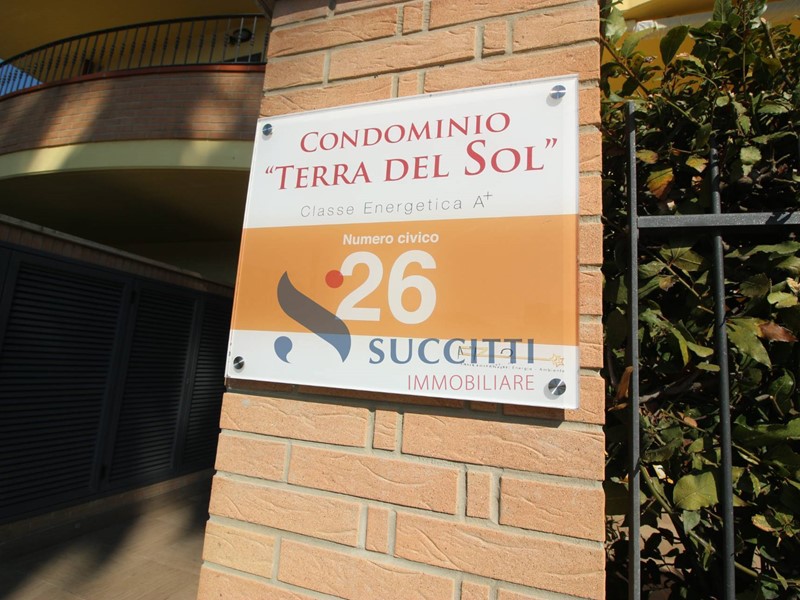 CONDOMINIO
"TERRA DEL SOL"
Classe Energetica A+
Numero civico
26
SUCCITTI
IMMOBILIARE